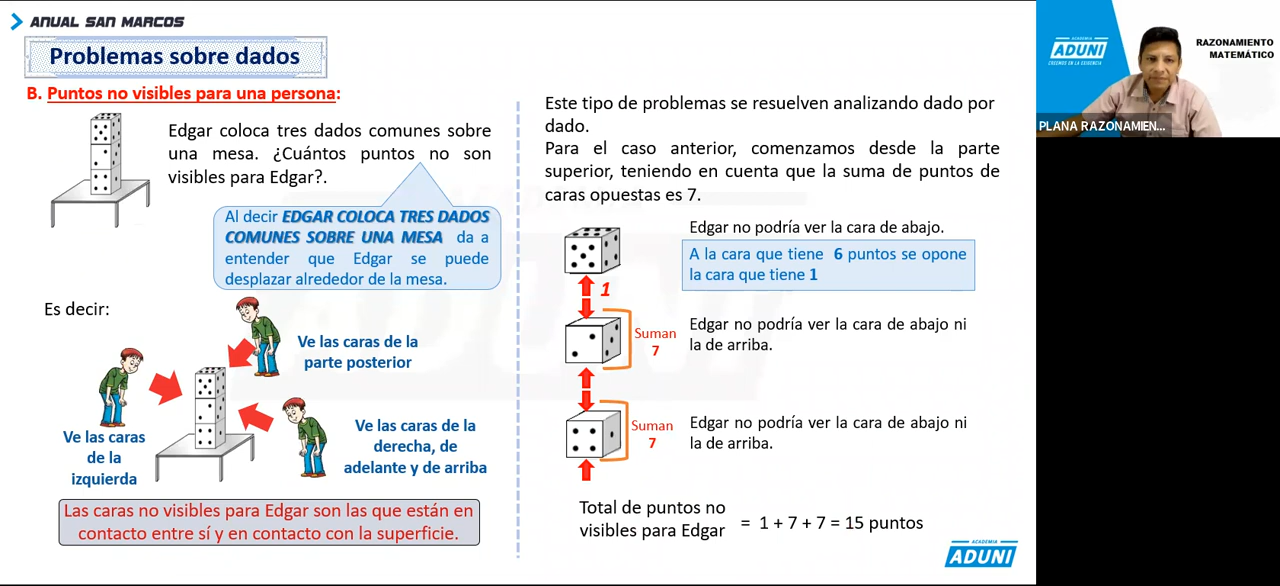 ANUAL SAN MARCOS
Problemas sobre dados
B. Puntos no visibles para una persona:
Edgar coloca tres dados comunes sobre
una mesa. ¿Cuántos puntos no son
visibles para Edgar?.
Al decir EDGAR COLOCA TRES DADOS
COMUNES SOBRE UNA MESA da a
entender que Edgar se puede
desplazar alrededor de la mesa.
Es decir:
Ve las caras de la
parte posterior
Ve las caras
de la
izquierda
Ve las caras de la
derecha, de
adelante y de arriba
Las caras no visibles para Edgar son las que están en
contacto entre sí y en contacto con la superficie.
Este tipo de problemas se resuelven analizando dado por
dado.
Para el caso anterior, comenzamos desde la parte
superior, teniendo en cuenta que la suma de puntos de
caras opuestas es 7.
Edgar no podría ver la cara de abajo.
A la cara que tiene 6 puntos se opone
la cara que tiene 1
1
Suman
7
Edgar no podría ver la cara de abajo ni
la de arriba.
Suman
7
Edgar no podría ver la cara de abajo ni
la de arriba.
Total de puntos no
visibles para Edgar
= 1 + 7 + 7 = 15 puntos
ACADEMIA
ADUNI
ACADEMIA
ADUNI
RAZONAMIENTO
MATEMÁTICO
PLANA RAZONAMIEN...